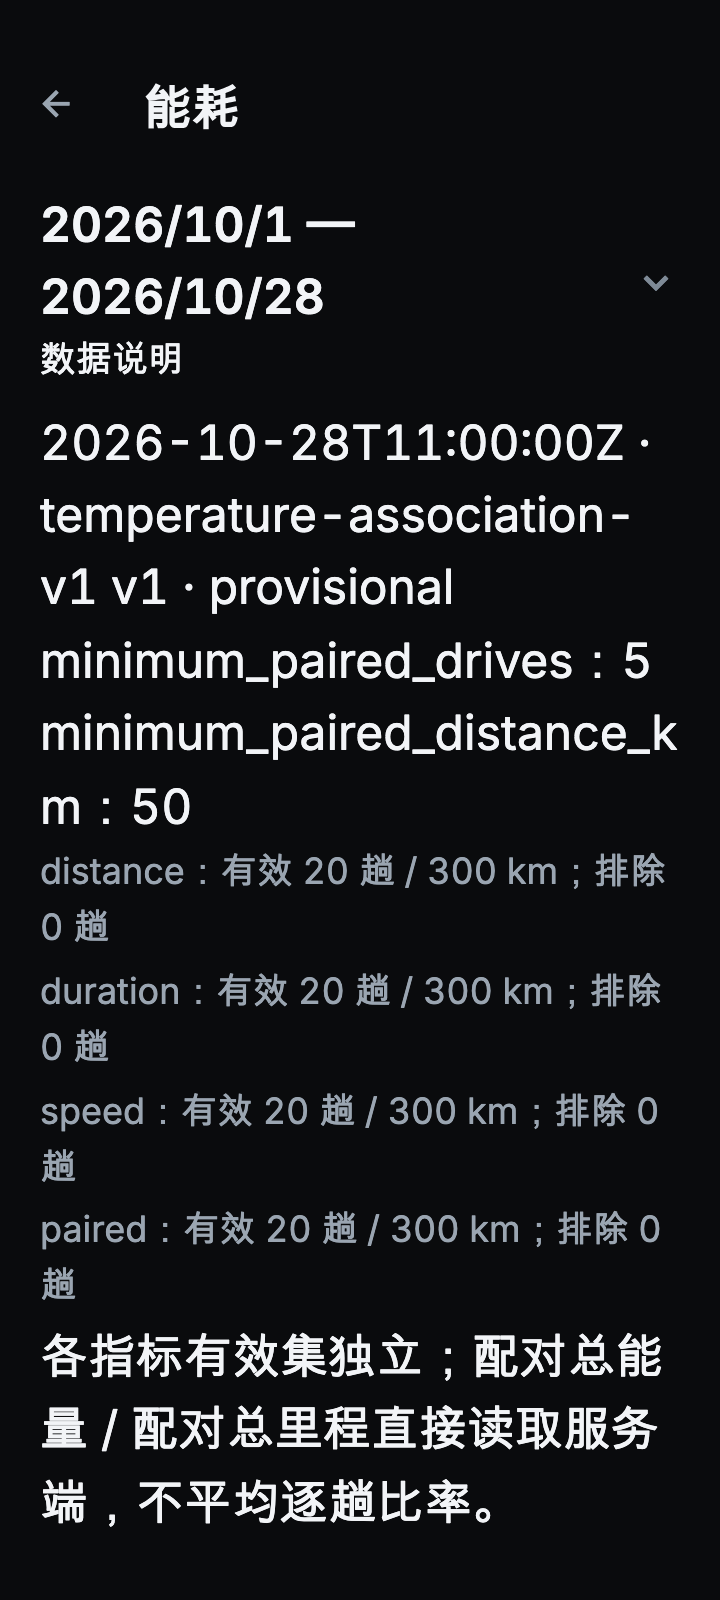 能耗
2026/10/1 —
2026/10/28
数据说明
2026-10-28T11:00:00Z ·
temperature-association-
v1 v1 · provisional
minimum_paired_drives：5
minimum_paired_distance_k
m：50
distance：有效 20 趟 / 300 km；排除
0 趟
duration：有效 20 趟 / 300 km；排除
0 趟
speed：有效 20 趟 / 300 km；排除 0
趟
paired：有效 20 趟 / 300 km；排除 0
趟
各指标有效集独立；配对总能
量 / 配对总里程直接读取服务
端，不平均逐趟比率。